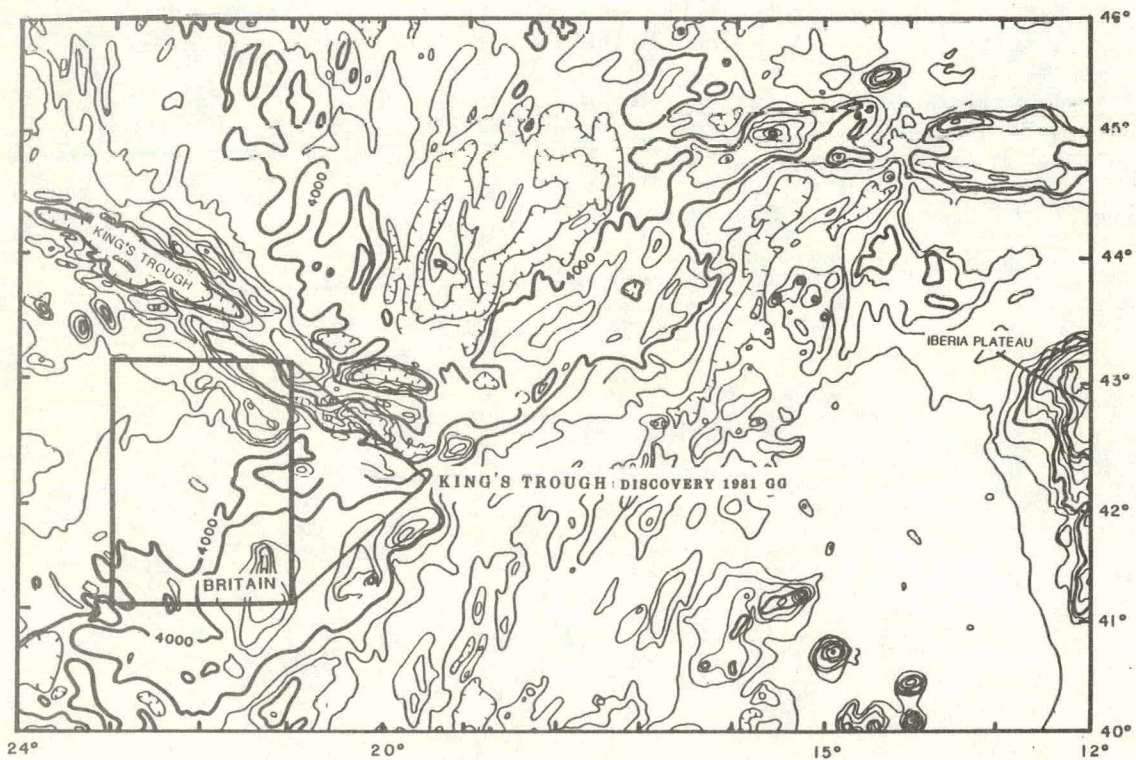 46°
45°
4000
KING'S TROUGH
4000
44°
IBERIA PLATEAU
43°
KING'S TROUGH: DISCOVERY 1981 GG
42°
4000
BRITAIN
41°
4000
40°
24° 20° 15° 12°